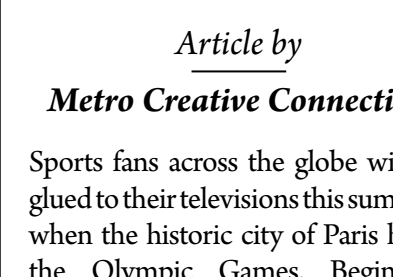 Article by
Metro Creative Connecti
Sports fans across the globe wi
glued to their televisions this sum
when the historic city of Paris h
the Olympic Games. Begin